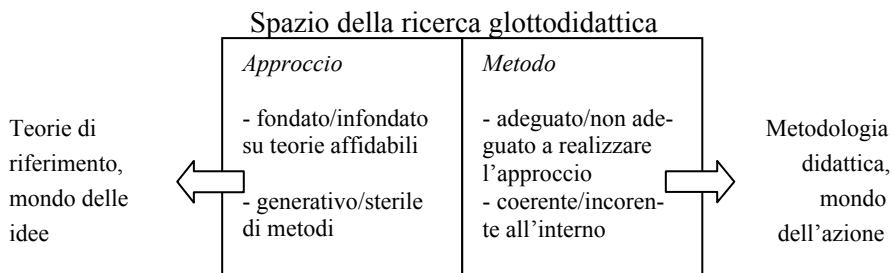 Spazio della ricerca glottodidattica
Teorie di
riferimento,
mondo delle
idee
Approccio
- fondato/infondato
su teorie affidabili
- generativo/sterile
di metodi
Metodo
- adeguato/non ade-
guato a realizzare
l'approccio
- coerente/incoren-
te all'interno
Metodologia
didattica,
mondo
dell'azione